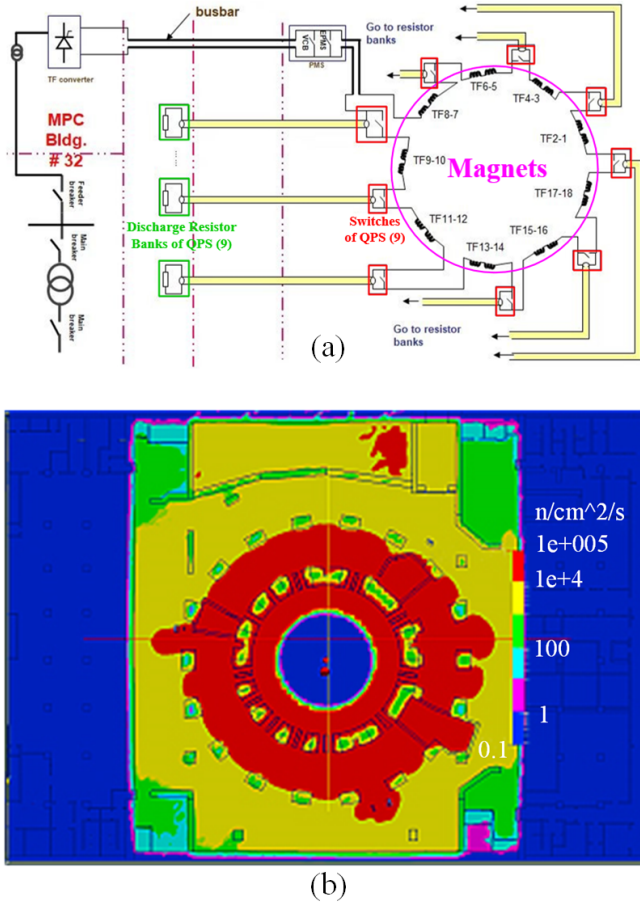 busbar
VCB
EPMS
PMS
TF converter
Go to resistor
banks
TF6-5
TF4-3
TF8-7
TF2-1
MPC
Bldg.
# 32
TF9-10
Magnets
TF17-18
Feeder
breaker
Discharge Resistor
Banks of QPS (9)
Switches
of QPS (9)
TF11-12
TF15-16
TF13-14
Main
breaker
Main
breaker
Go to resistor
banks
(a)
n/cm^2/s
1e+005
1e+4
100
1
0.1
(b)